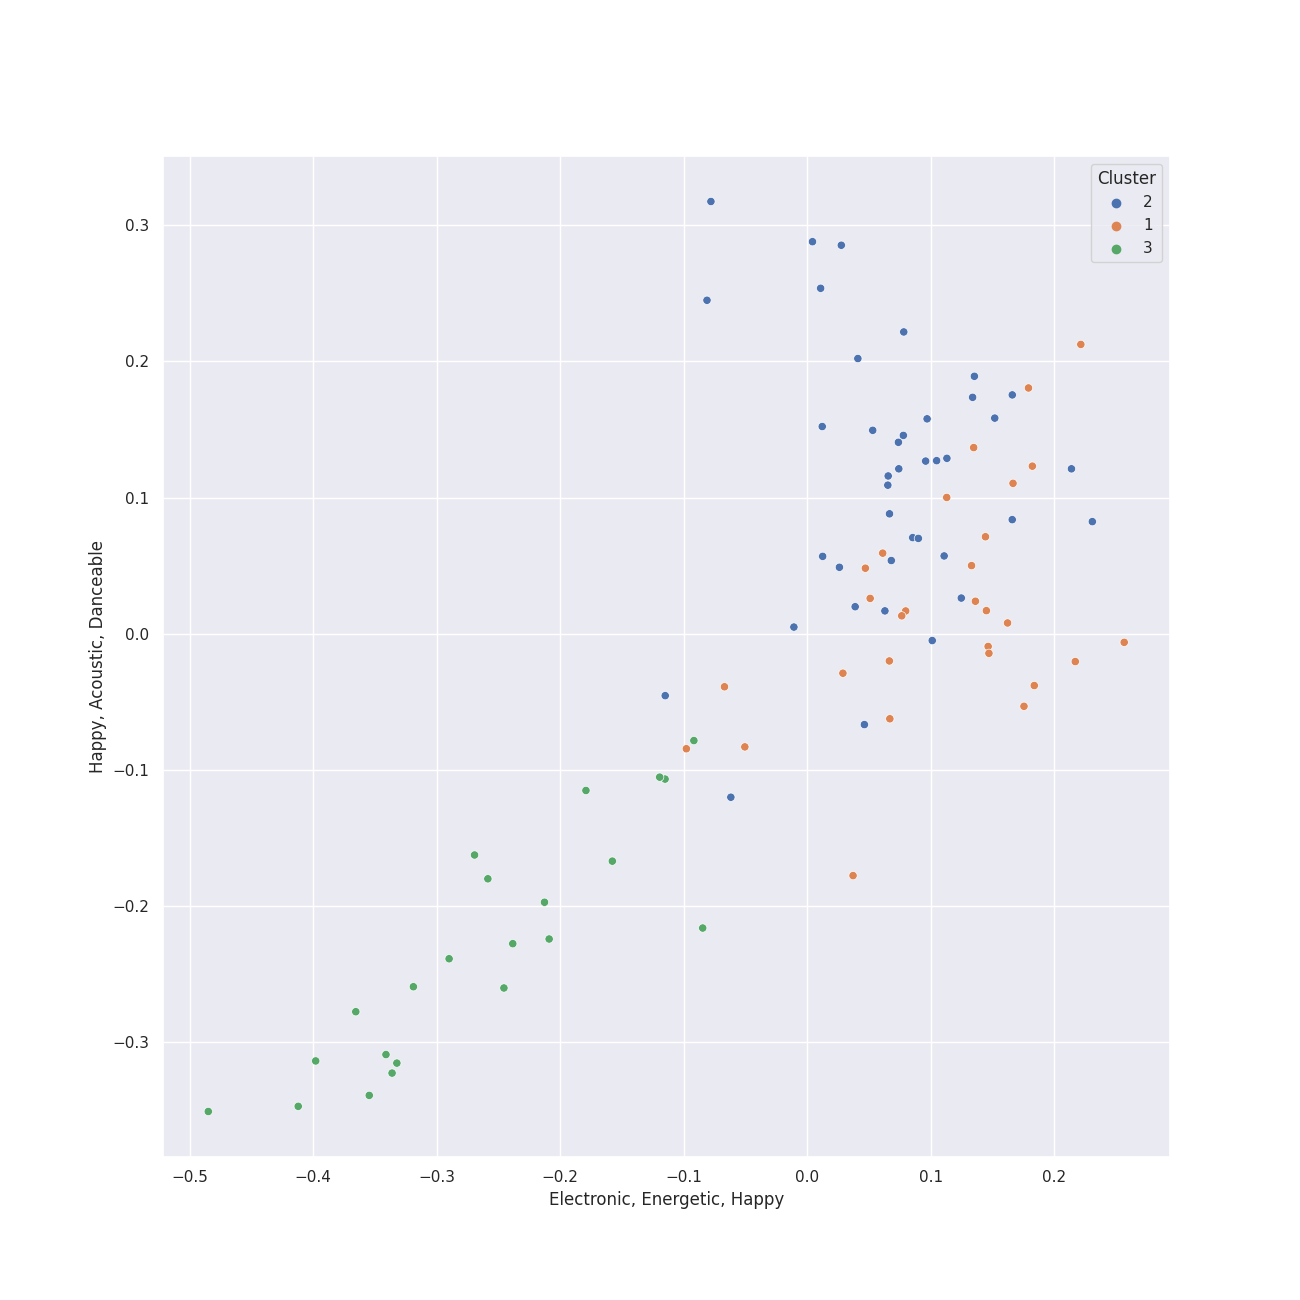 Cluster
2
1
3
0.3
0.2
0.1
0.0
−0.1
−0.2
−0.3
Happy, Acoustic, Danceable
−0.5 −0.4 −0.3 −0.2 −0.1 0.0 0.1 0.2
Electronic, Energetic, Happy